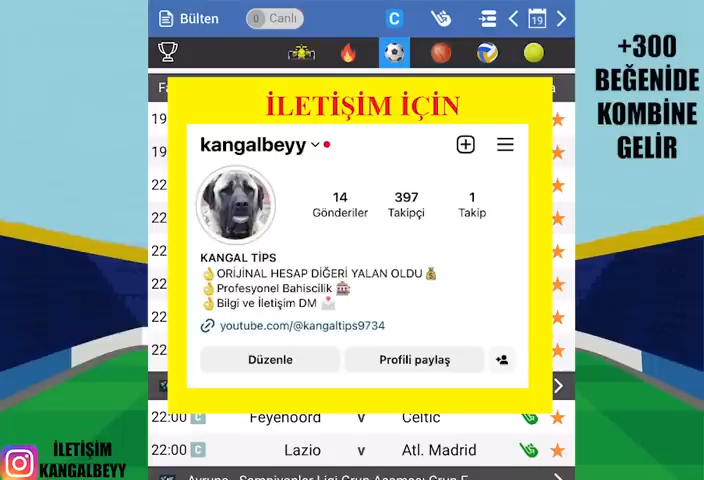 Bülten
0 Canlı
C
19
+300
BEĞENİDE
KOMBİNE
GELİR
İLETİŞİM İÇİN
kangalbeyy
14
397
1
Gönderiler
Takipçi
Takip
KANGAL TİPS
👌ORİJİNAL HESAP DİĞERİ YALAN OLDU💰
👌Profesyonel Bahiscilik🎰
👌Bilgi ve İletişim DM 📩
youtube.com/@kangaltips9734
Düzenle
Profili paylaş
22:00 C Feyenoord v Celtic
22:00 C Lazio v Atl. Madrid
İLETİŞİM
KANGALBEYY